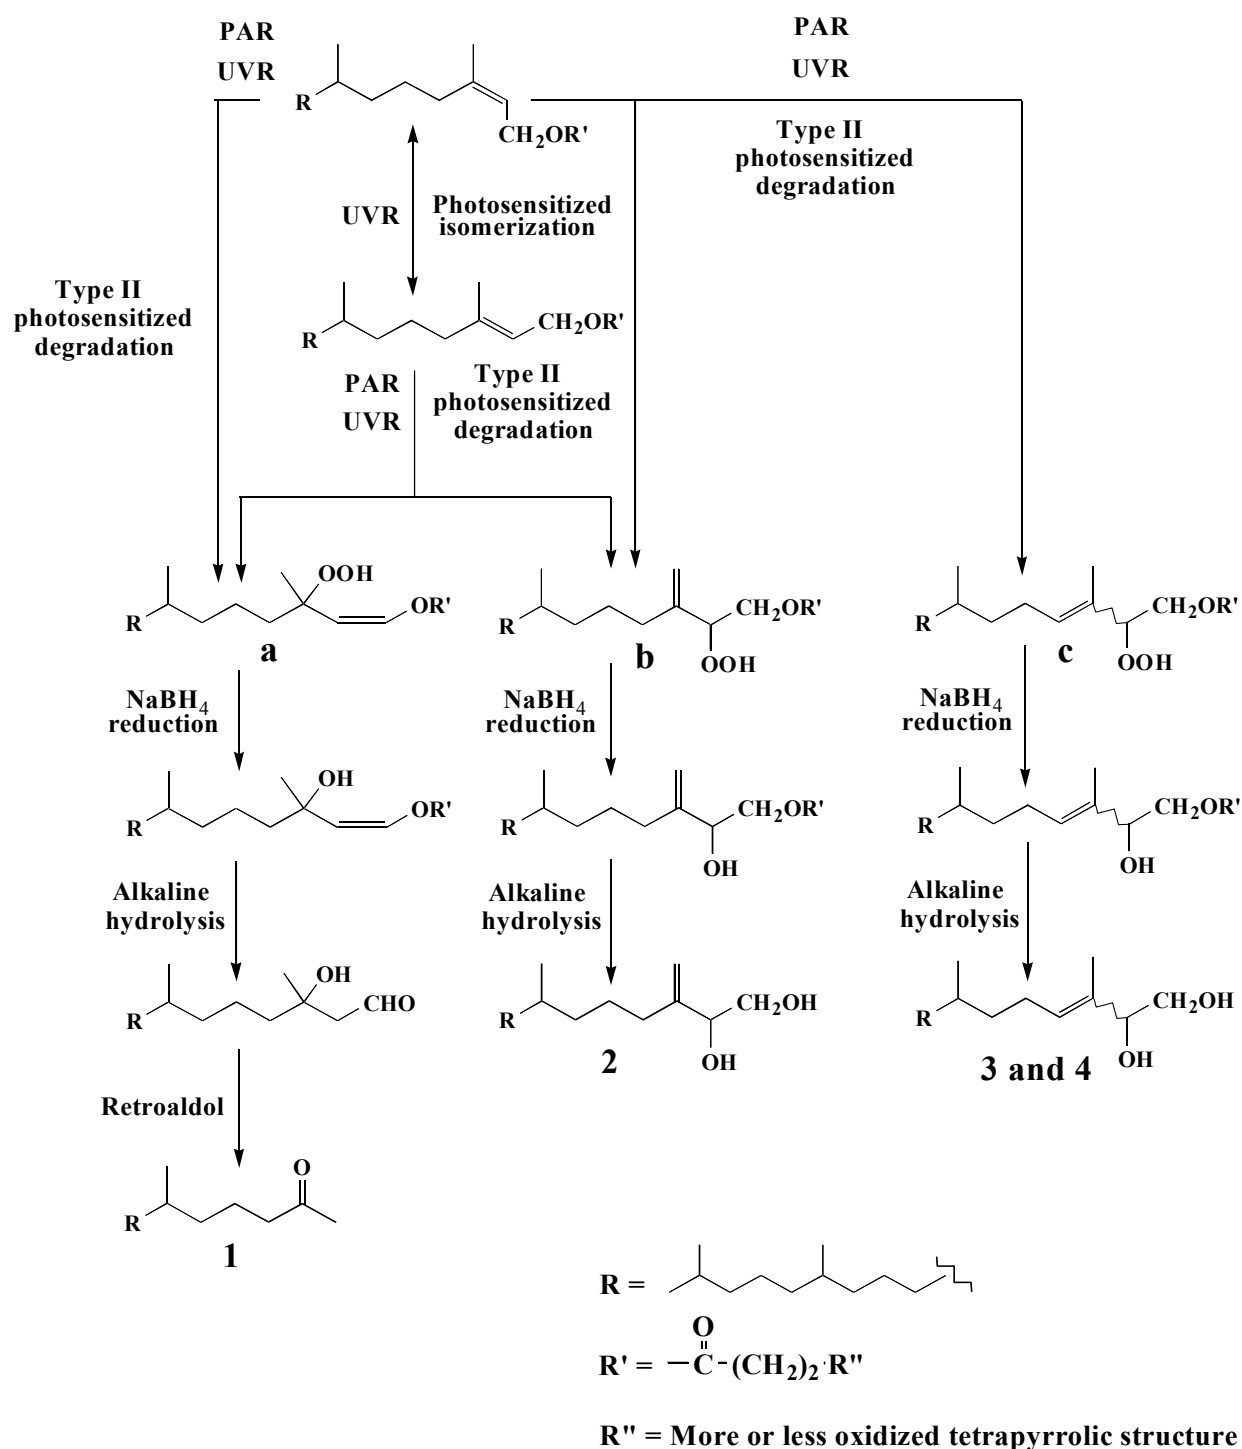 PAR
UVR
R
CH2OR'
PAR
UVR
Type II
photosensitized
degradation
UVR
Photosensitized
isomerization
Type II
photosensitized
degradation
R
CH2OR'
PAR
UVR
Type II
photosensitized
degradation
R
OOH
OR'
a
R
CH2OR'
OOH
b
R
CH2OR'
OOH
c
NaBH4
reduction
NaBH4
reduction
NaBH4
reduction
R
OH
OR'
R
CH2OR'
OH
R
CH2OR'
OH
Alkaline
hydrolysis
Alkaline
hydrolysis
Alkaline
hydrolysis
R
OH
CHO
R
CH2OH
OH
2
R
CH2OH
OH
3 and 4
Retroaldol
R
O
1
R =
R' = —C-(CH2)2·R"
O
R" = More or less oxidized tetrapyrrolic structure